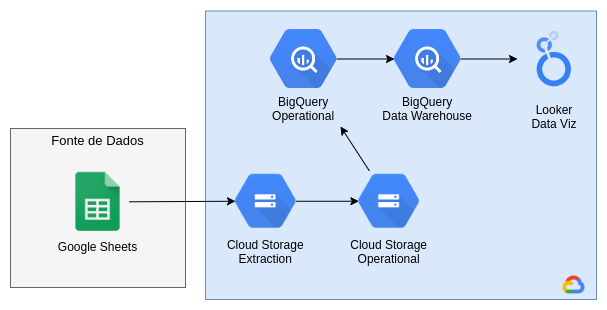 BigQuery
Operational
BigQuery
Data Warehouse
Looker
Data Viz
Fonte de Dados
Google Sheets
Cloud Storage
Extraction
Cloud Storage
Operational